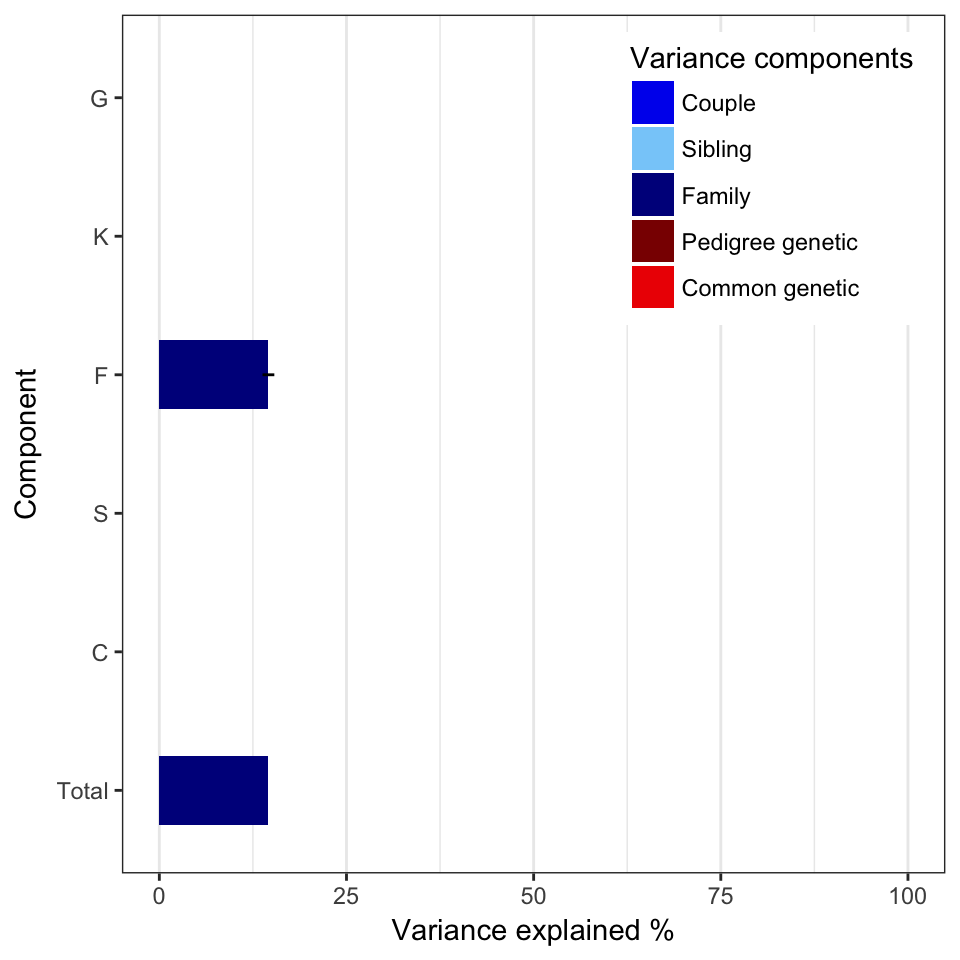 Variance components
Couple
Sibling
Family
Pedigree genetic
Common genetic
G
K
F
S
C
Total
Component
0 25 50 75 100
Variance explained %